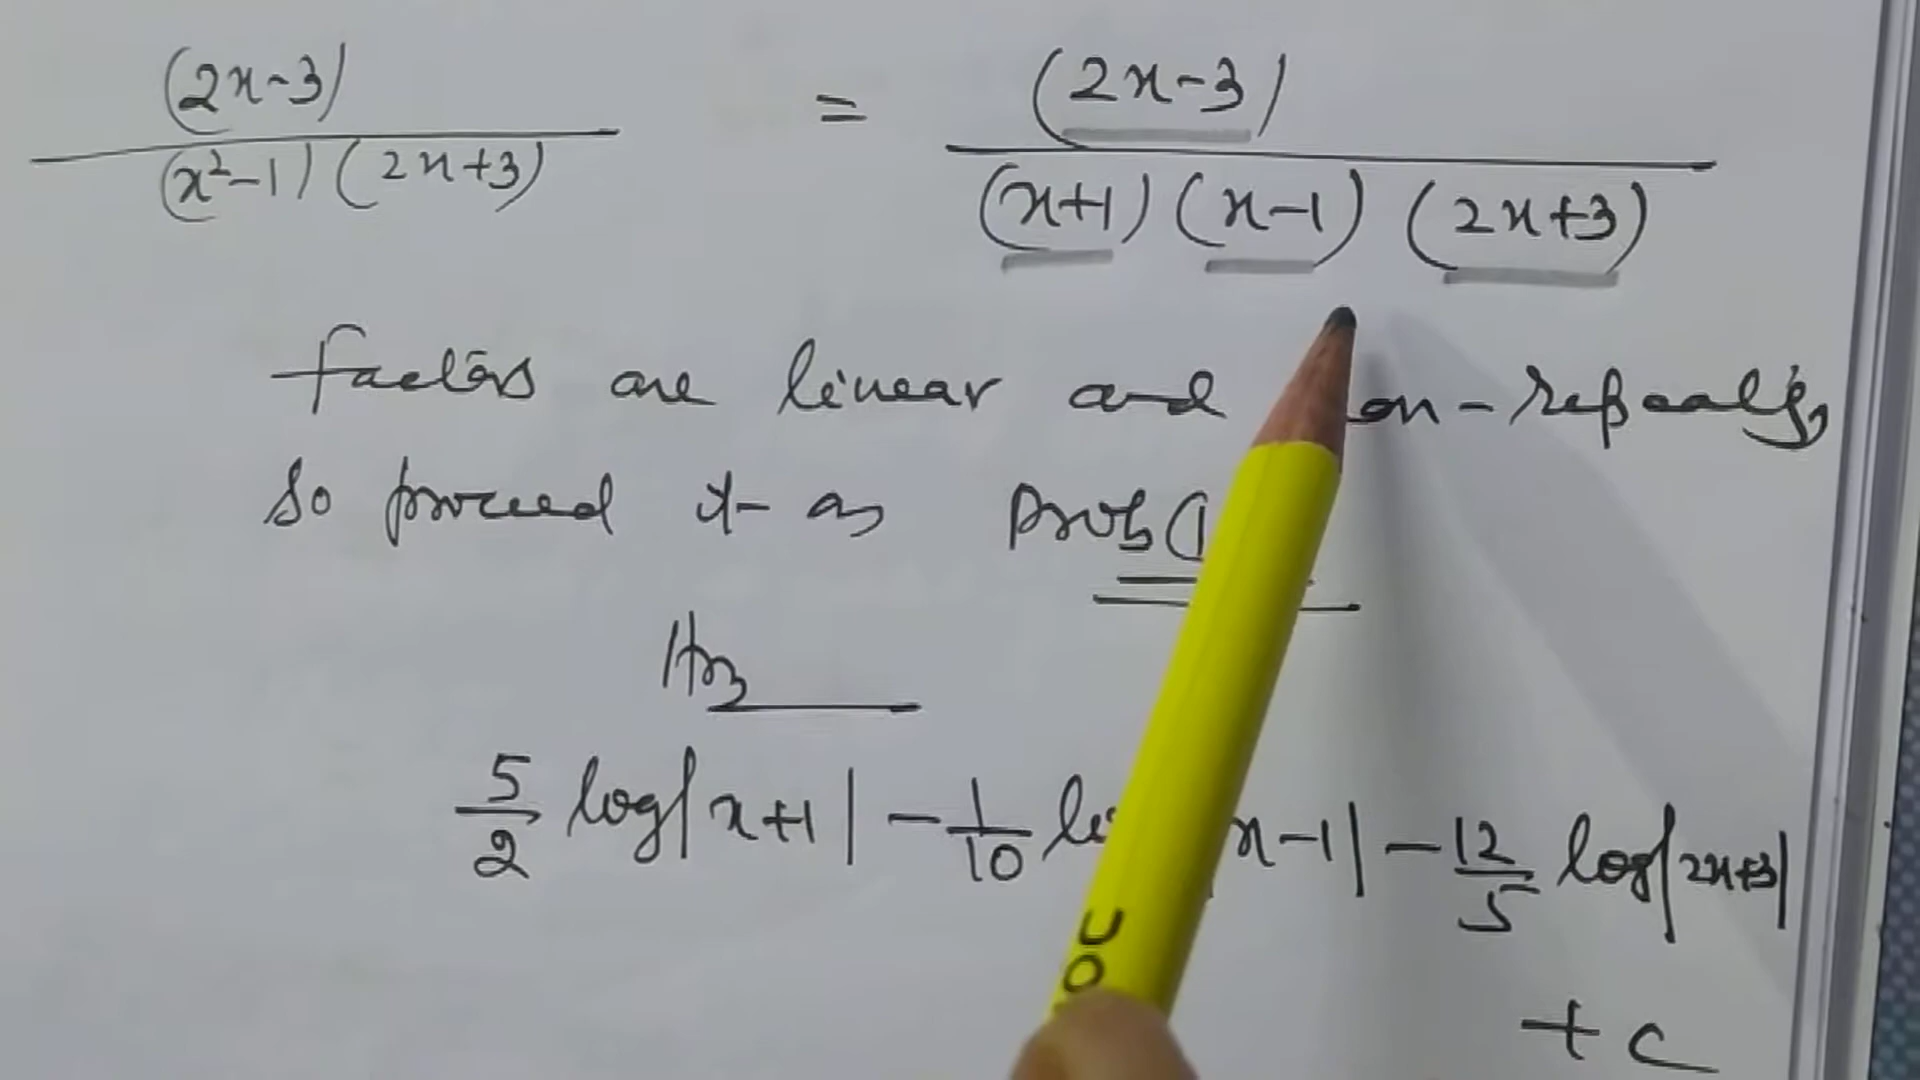 (2x-3) / (x²-1)(2x+3) = (2x-3) / (x+1)(x-1)(2x+3)
factors are linear and
so proceed it as Prob (1
5/2 log|x+1| - 1/10 x-1| - 12/5 log|2x+3|
+ c